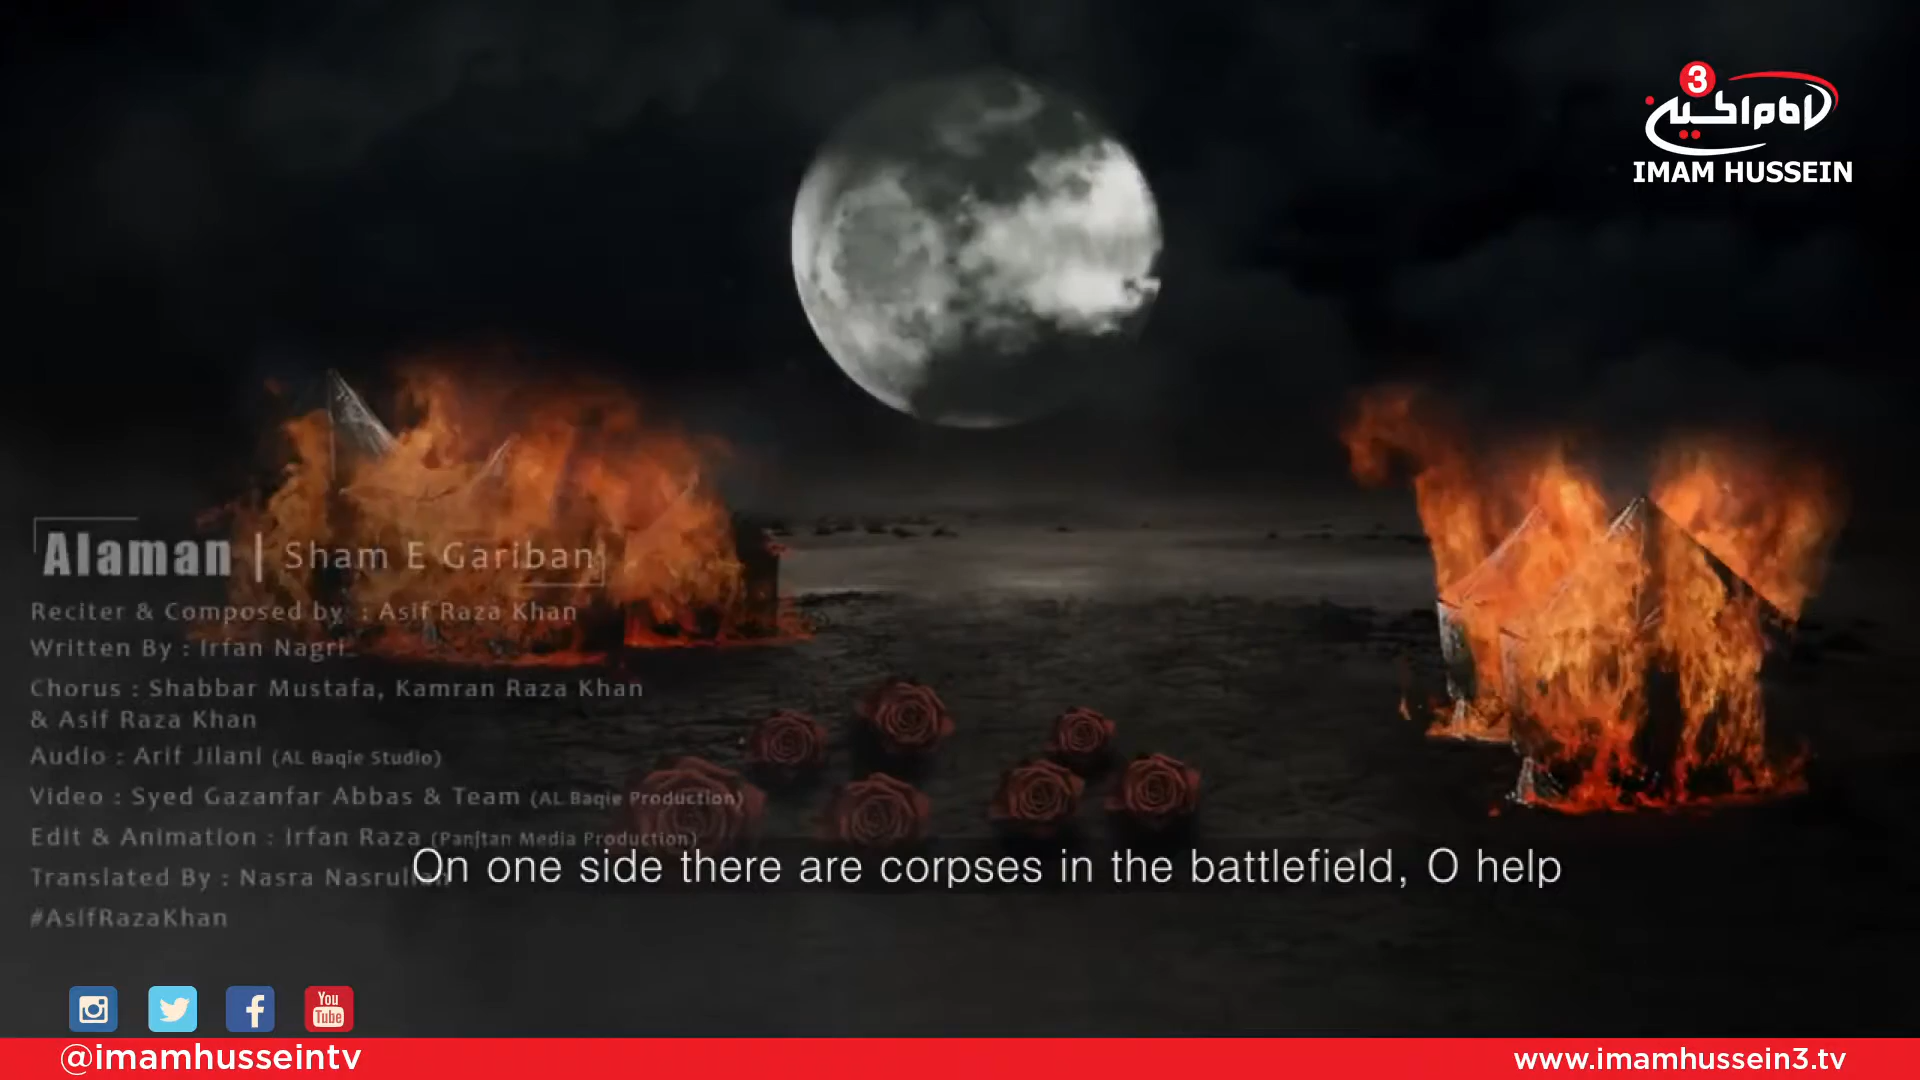 3
امام حسین
IMAM HUSSEIN
Alaman | Sham E Gariban
Reciter & Composed by : Asif Raza Khan
Written By : Irfan Nagri
Chorus : Shabbar Mustafa, Kamran Raza Khan
& Asif Raza Khan
Audio : Arif Jilani (AL Baqie Studio)
Video : Syed Gazanfar Abbas & Team (AL Baqie Production)
Edit & Animation : Irfan Raza (Panjtan Media Production)
Translated By : Nasra Nasrullah
On one side there are corpses in the battlefield, O help
#AsifRazaKhan
You
Tube
@imamhusseintv
www.imamhussein3.tv